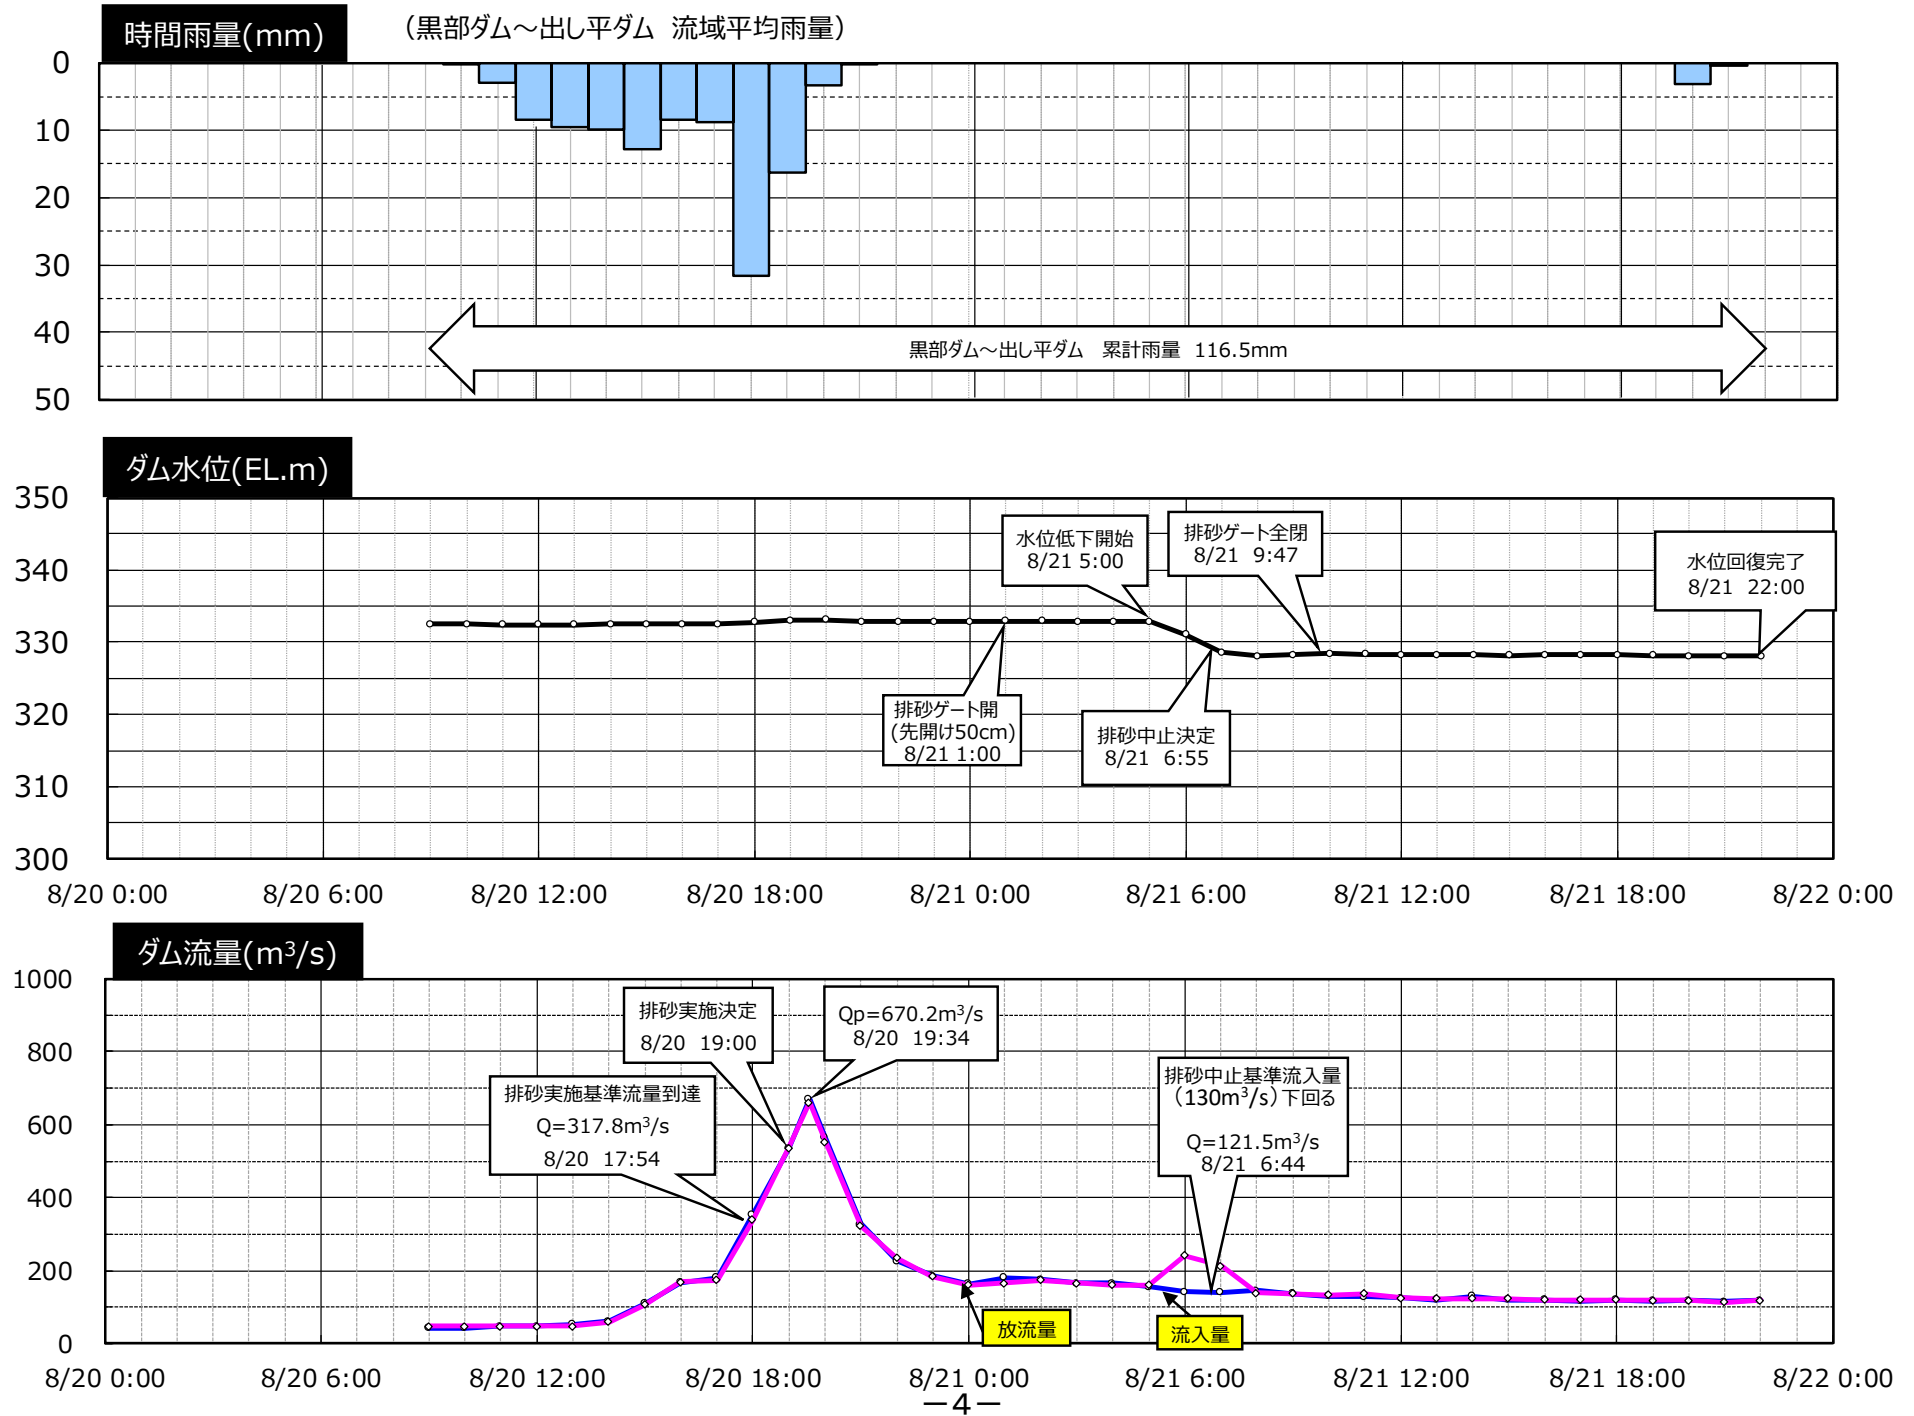 時間雨量(mm)
（黒部ダム～出し平ダム 流域平均雨量）
0
10
20
30
40
50
黒部ダム～出し平ダム 累計雨量 116.5mm
ダム水位(EL.m)
350
340
330
320
310
300
水位低下開始
8/21 5:00
排砂ゲート全閉
8/21 9:47
水位回復完了
8/21 22:00
排砂ゲート開
(先開け50cm)
8/21 1:00
排砂中止決定
8/21 6:55
8/20 0:00
8/20 6:00
8/20 12:00
8/20 18:00
8/21 0:00
8/21 6:00
8/21 12:00
8/21 18:00
8/22 0:00
ダム流量(m³/s)
1000
800
600
400
200
0
排砂実施決定
8/20 19:00
Qp=670.2m³/s
8/20 19:34
排砂実施基準流量到達
Q=317.8m³/s
8/20 17:54
排砂中止基準流入量
（130m³/s）下回る
Q=121.5m³/s
8/21 6:44
放流量
流入量
8/20 0:00
8/20 6:00
8/20 12:00
8/20 18:00
8/21 0:00
8/21 6:00
8/21 12:00
8/21 18:00
8/22 0:00
－4－